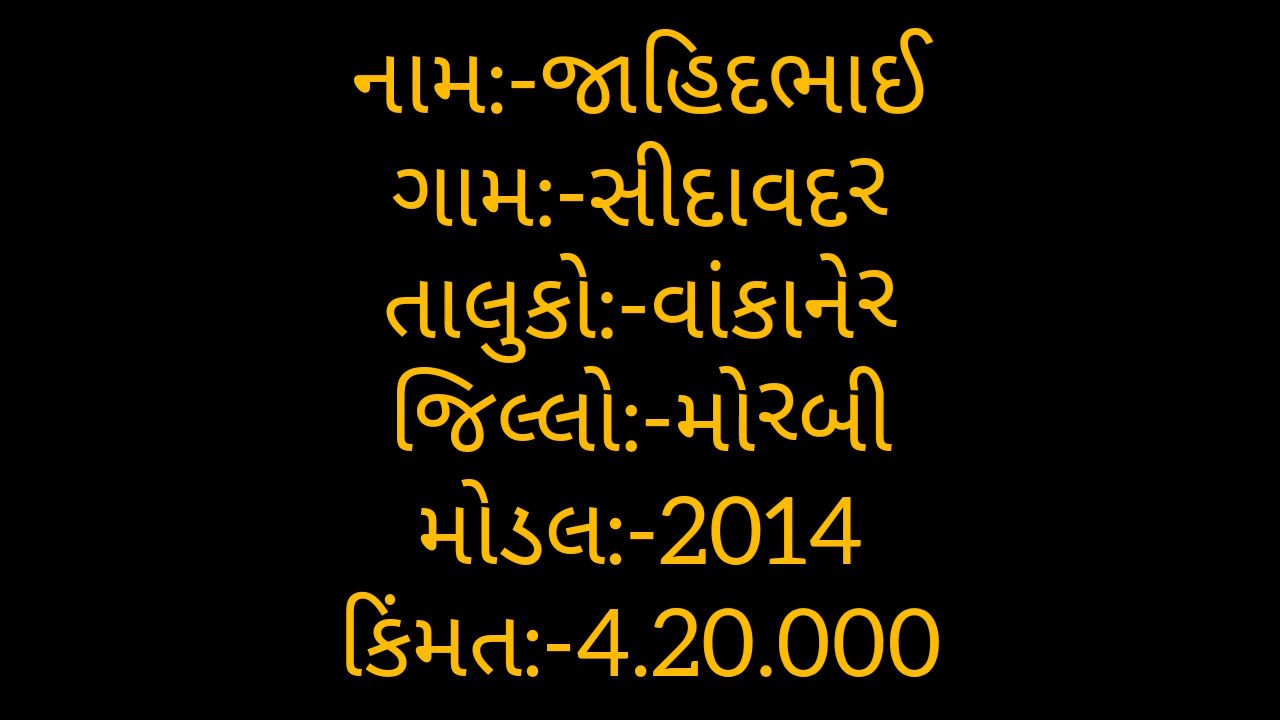 નામઃ-જાહિદભાઈ
ગામઃ-સીદાવદર
તાલુકોઃ-વાંકાનેર
જિલ્લોઃ-મોરબી
મોડલઃ-2014
કિંમતઃ-4.20.000